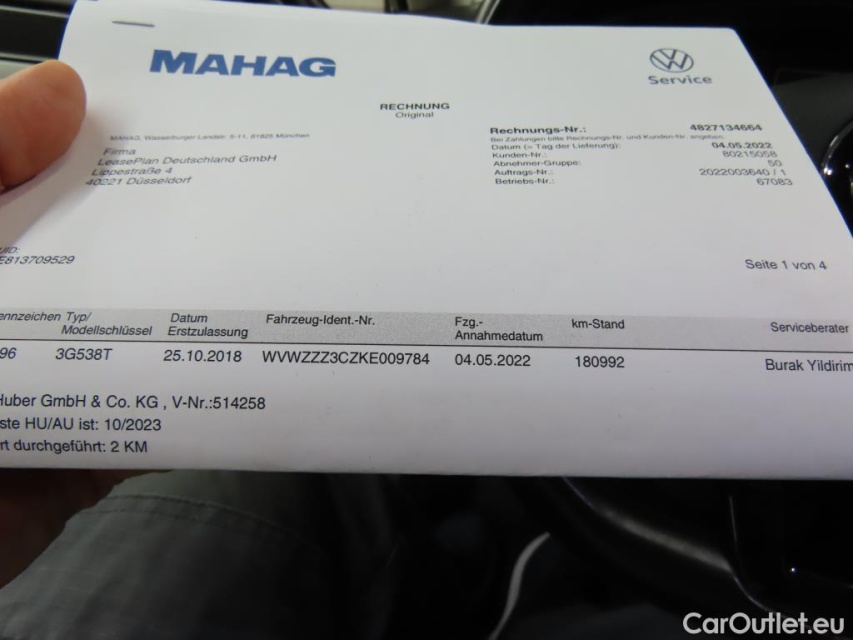 MAHAG
Service
RECHNUNG
Original
MAHAG, Wasserburger Landstr. 5-11, 81825 München
Firma
LeasePlan Deutschland GmbH
Lippestraße 4
40221 Düsseldorf
Rechnungs-Nr.: 4827134664
Bei Zahlungen bitte Rechnungs-Nr. und Kunden-Nr. angeben.
Datum (= Tag der Lieferung): 04.05.2022
Kunden-Nr.: 80215058
Abnehmer-Gruppe: 50
Auftrags-Nr.: 2022003640 / 1
Betriebs-Nr.: 67083
UID:
E813709529
Seite 1 von 4
ennzeichen Typ/ Modellschlüssel Datum Erstzulassung Fahrzeug-Ident.-Nr. Fzg.- Annahmedatum km-Stand Serviceberater
96 3G538T 25.10.2018 WVWZZZ3CZKE009784 04.05.2022 180992 Burak Yildirim
Huber GmbH & Co. KG , V-Nr.:514258
ste HU/AU ist: 10/2023
rt durchgeführt: 2 KM
CarOutlet.eu